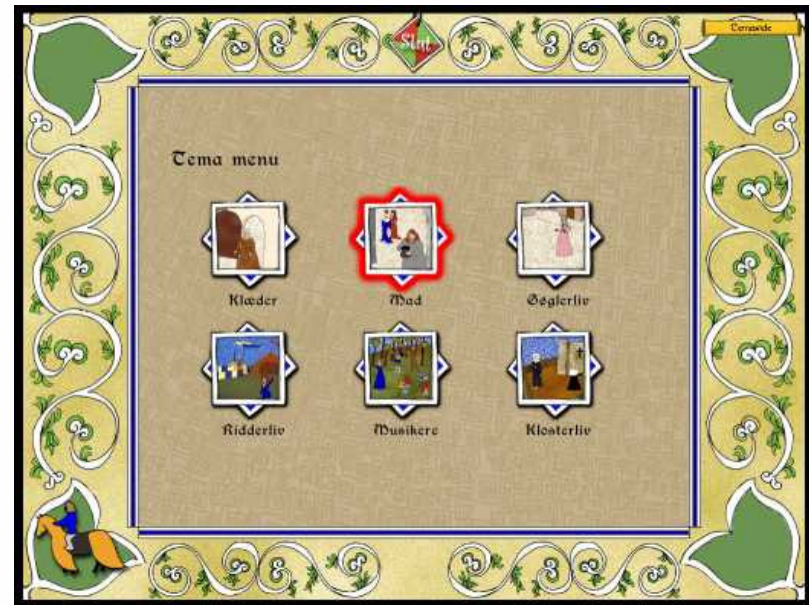 Slut
Temaside
Tema menu
Klæder
Mad
Gøglerliv
Ridderliv
Musikere
Klosterliv